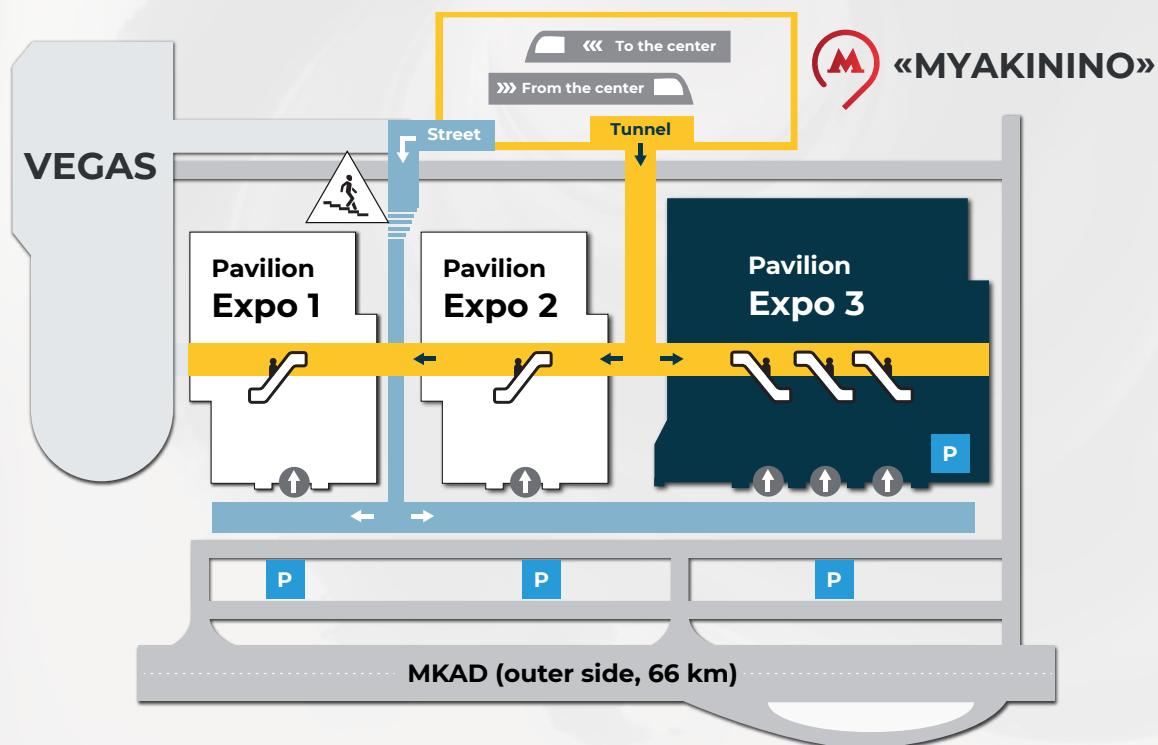 ‹‹‹ To the center
››› From the center
M
«MYAKININO»
Street
Tunnel
VEGAS
Pavilion
Expo 1
Pavilion
Expo 2
Pavilion
Expo 3
P
P
P
P
MKAD (outer side, 66 km)